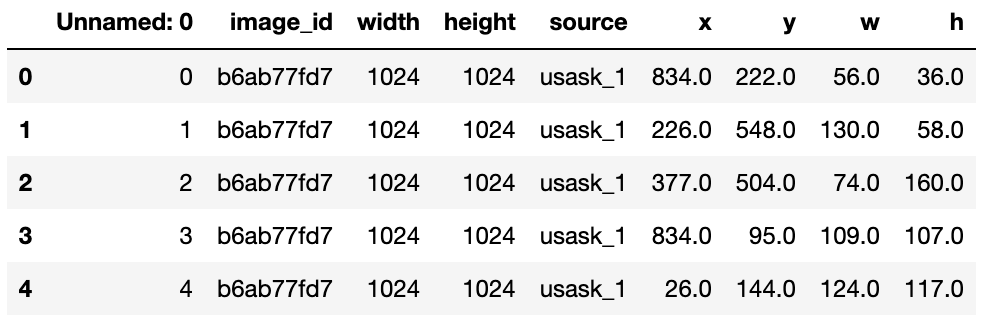 Unnamed: 0 image_id width height source x y w h
0 0 b6ab77fd7 1024 1024 usask_1 834.0 222.0 56.0 36.0
1 1 b6ab77fd7 1024 1024 usask_1 226.0 548.0 130.0 58.0
2 2 b6ab77fd7 1024 1024 usask_1 377.0 504.0 74.0 160.0
3 3 b6ab77fd7 1024 1024 usask_1 834.0 95.0 109.0 107.0
4 4 b6ab77fd7 1024 1024 usask_1 26.0 144.0 124.0 117.0